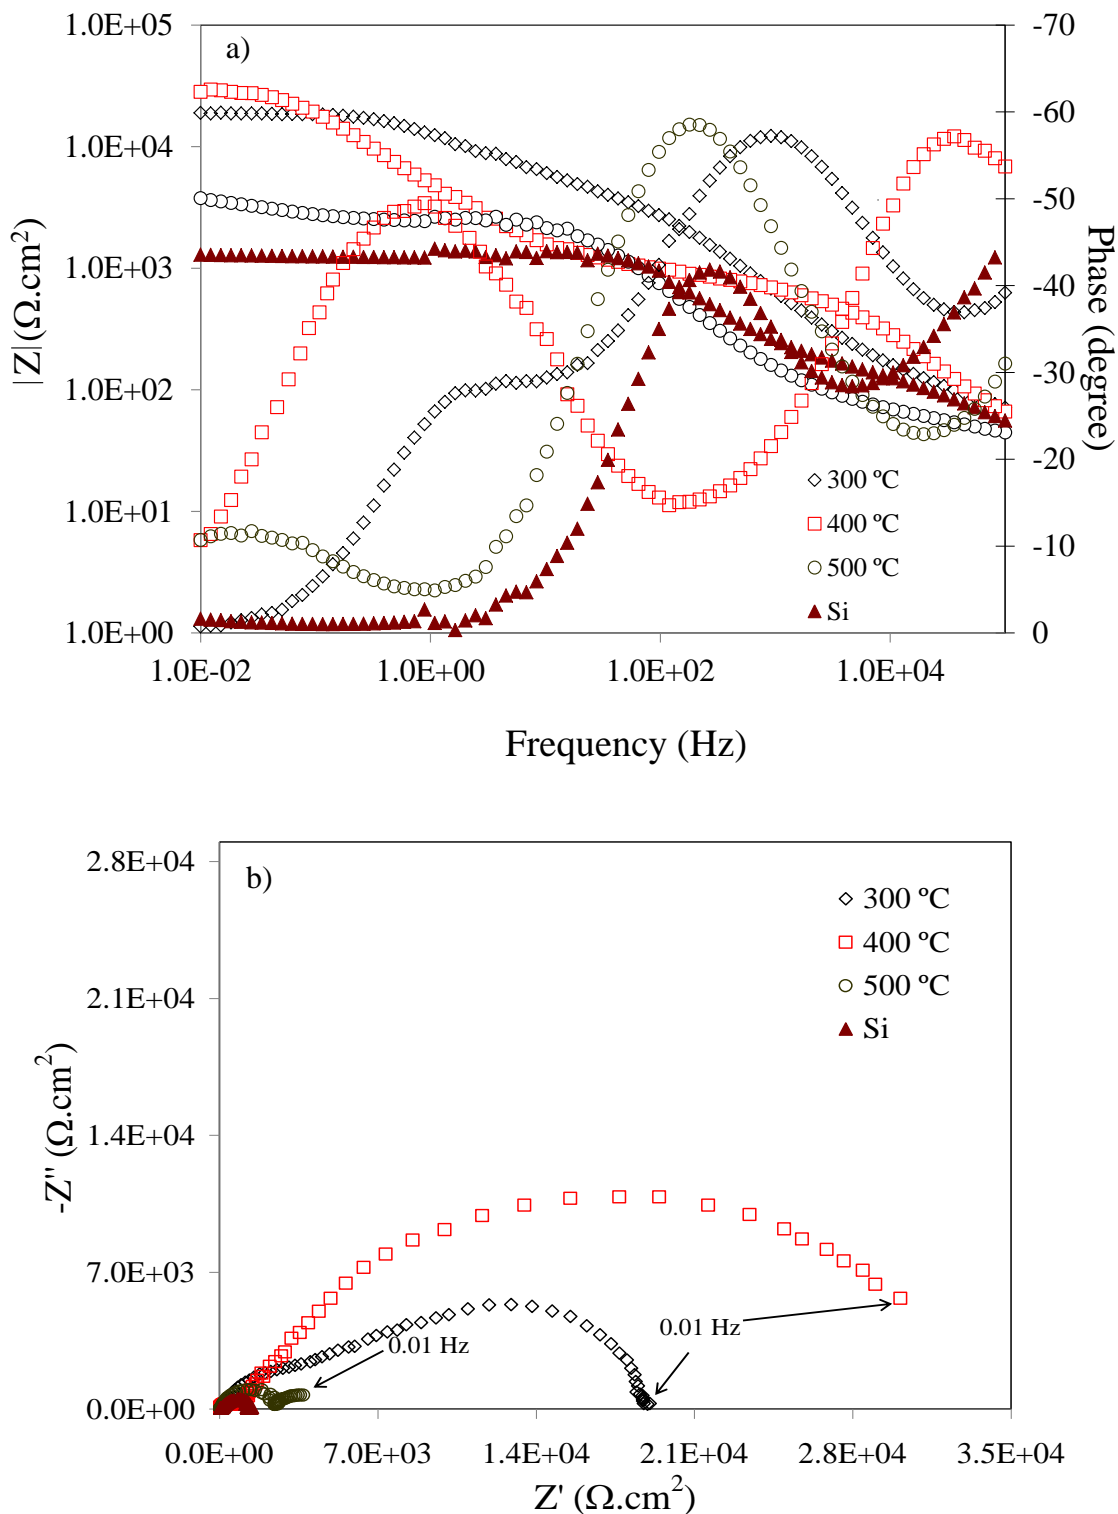 a)
1.0E+05
1.0E+04
1.0E+03
1.0E+02
1.0E+01
1.0E+00
|Z|(Ω.cm²)
-70
-60
-50
-40
-30
-20
-10
0
Phase (degree)
300 ºC
400 ºC
500 ºC
Si
1.0E-02 1.0E+00 1.0E+02 1.0E+04
Frequency (Hz)
b)
2.8E+04
2.1E+04
1.4E+04
7.0E+03
0.0E+00
-Z'' (Ω.cm²)
300 ºC
400 ºC
500 ºC
Si
0.01 Hz
0.01 Hz
0.0E+00 7.0E+03 1.4E+04 2.1E+04 2.8E+04 3.5E+04
Z' (Ω.cm²)